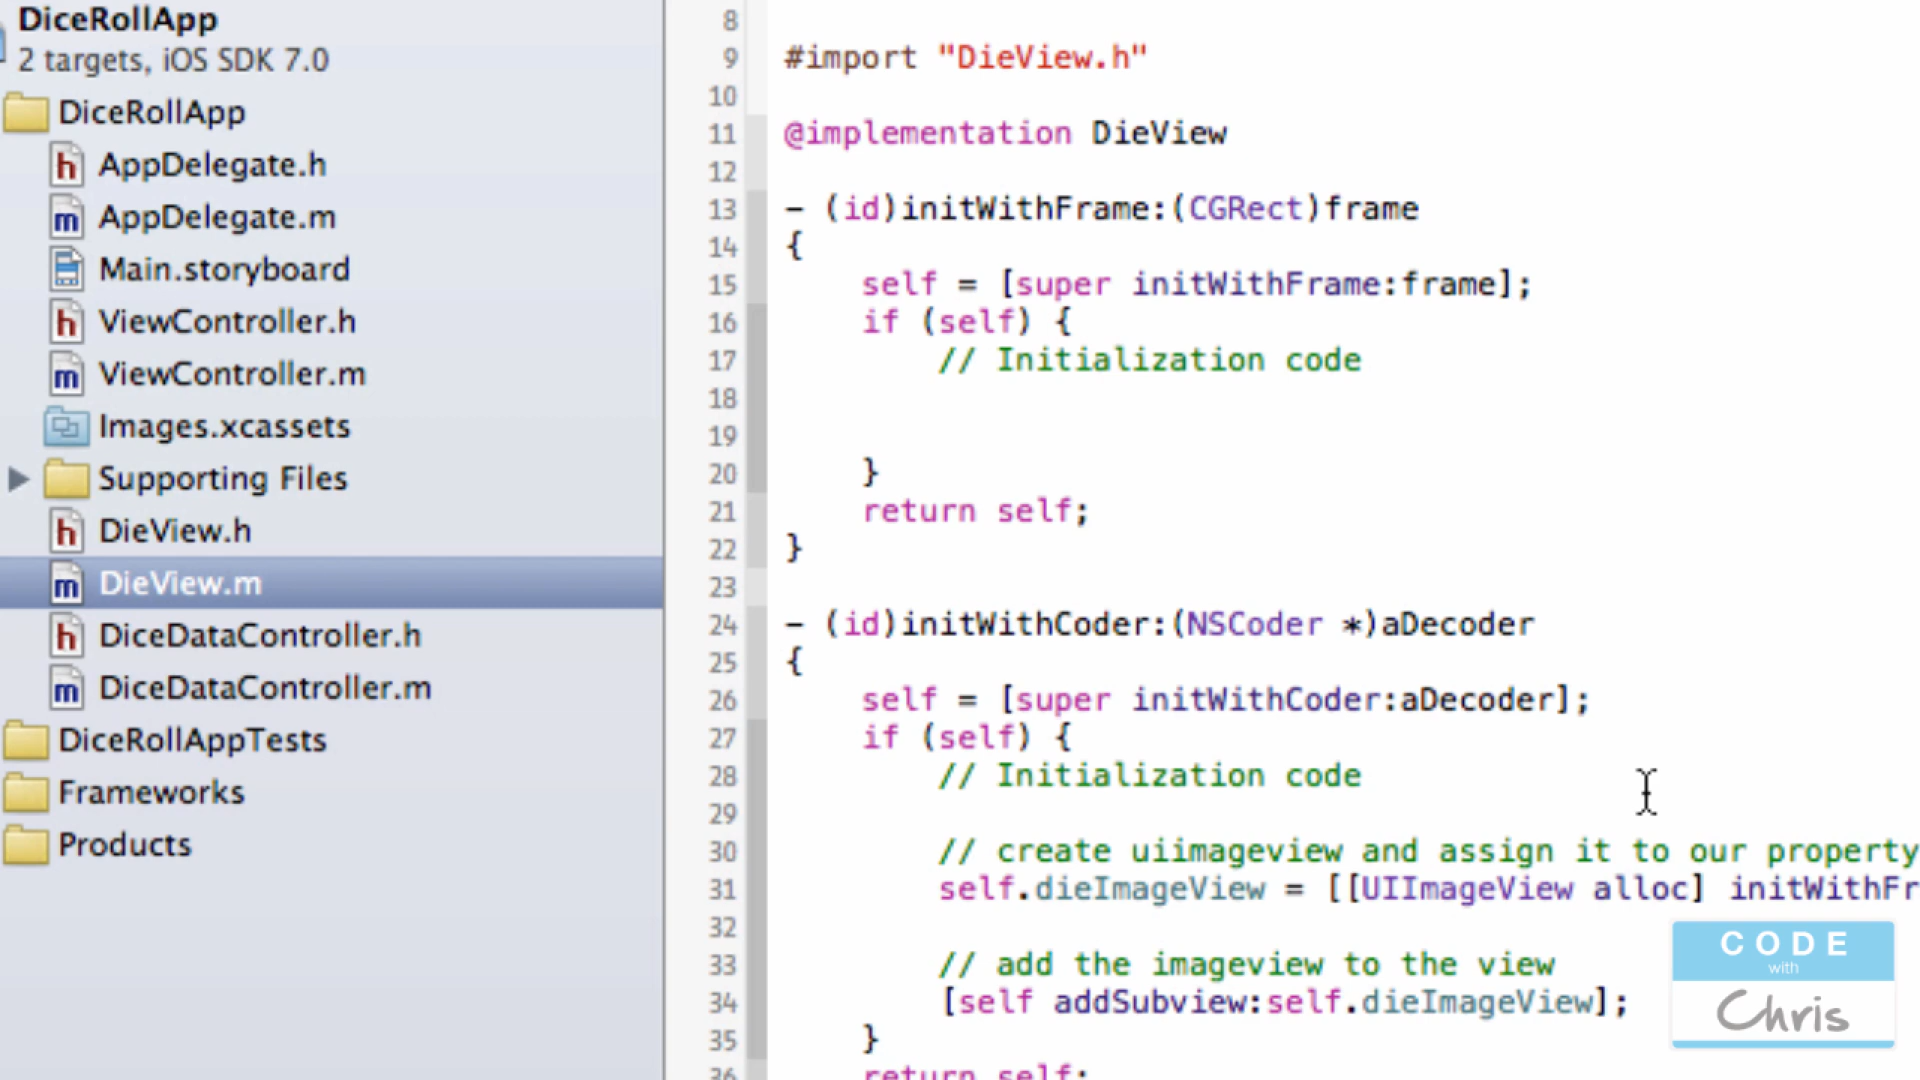 DiceRollApp
2 targets, iOS SDK 7.0
DiceRollApp
h AppDelegate.h
m AppDelegate.m
Main.storyboard
h ViewController.h
m ViewController.m
Images.xcassets
Supporting Files
h DieView.h
m DieView.m
h DiceDataController.h
m DiceDataController.m
DiceRollAppTests
Frameworks
Products
8
9 #import "DieView.h"
10
11 @implementation DieView
12
13 - (id)initWithFrame:(CGRect)frame
14 {
15 self = [super initWithFrame:frame];
16 if (self) {
17 // Initialization code
18
19
20 }
21 return self;
22 }
23
24 - (id)initWithCoder:(NSCoder *)aDecoder
25 {
26 self = [super initWithCoder:aDecoder];
27 if (self) {
28 // Initialization code
29
30 // create uiimageview and assign it to our property
31 self.dieImageView = [[UIImageView alloc] initWithFr
32
33 // add the imageview to the view
34 [self addSubview:self.dieImageView];
35 }
36 return self;
CODE
with
Chris